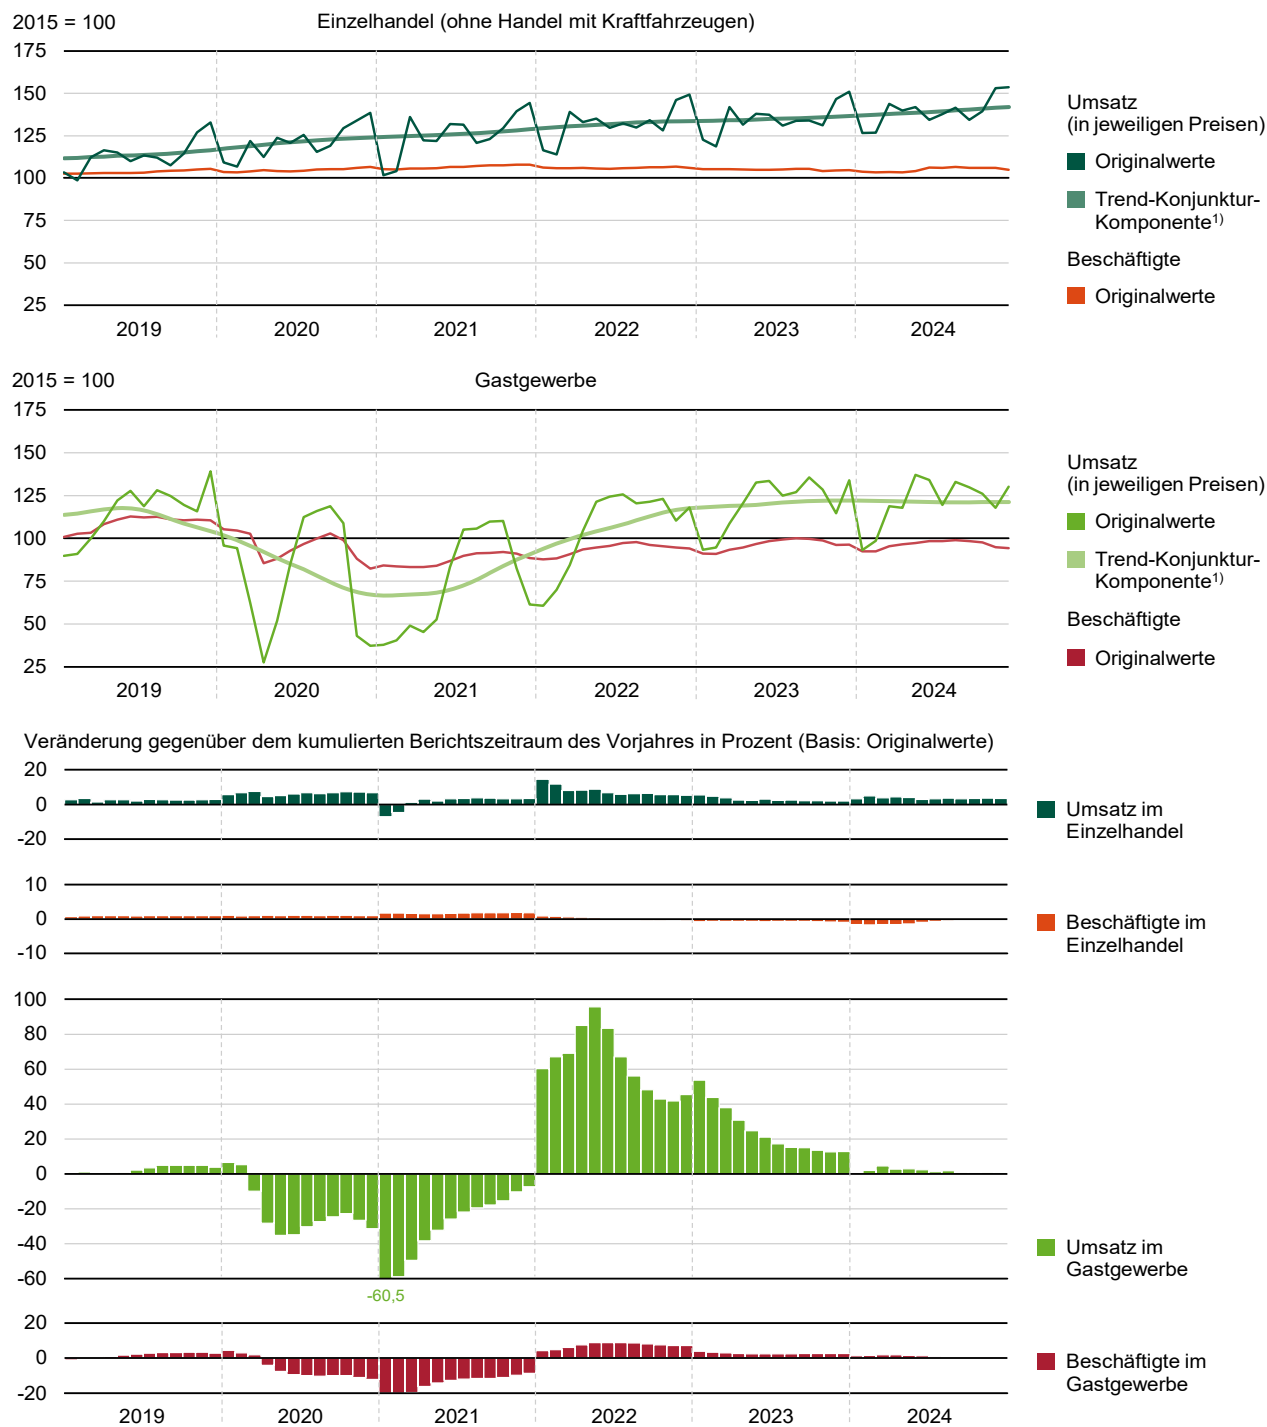 2015 = 100
Einzelhandel (ohne Handel mit Kraftfahrzeugen)
175
150
125
100
75
50
25
2019
2020
2021
2022
2023
2024
Umsatz
(in jeweiligen Preisen)
Originalwerte
Trend-Konjunktur-
Komponente1)
Beschäftigte
Originalwerte
2015 = 100
Gastgewerbe
175
150
125
100
75
50
25
2019
2020
2021
2022
2023
2024
Umsatz
(in jeweiligen Preisen)
Originalwerte
Trend-Konjunktur-
Komponente1)
Beschäftigte
Originalwerte
Veränderung gegenüber dem kumulierten Berichtszeitraum des Vorjahres in Prozent (Basis: Originalwerte)
20
0
-20
Umsatz im
Einzelhandel
10
0
-10
Beschäftigte im
Einzelhandel
100
80
60
40
20
0
-20
-40
-60
-60,5
Umsatz im
Gastgewerbe
20
0
-20
Beschäftigte im
Gastgewerbe
2019
2020
2021
2022
2023
2024